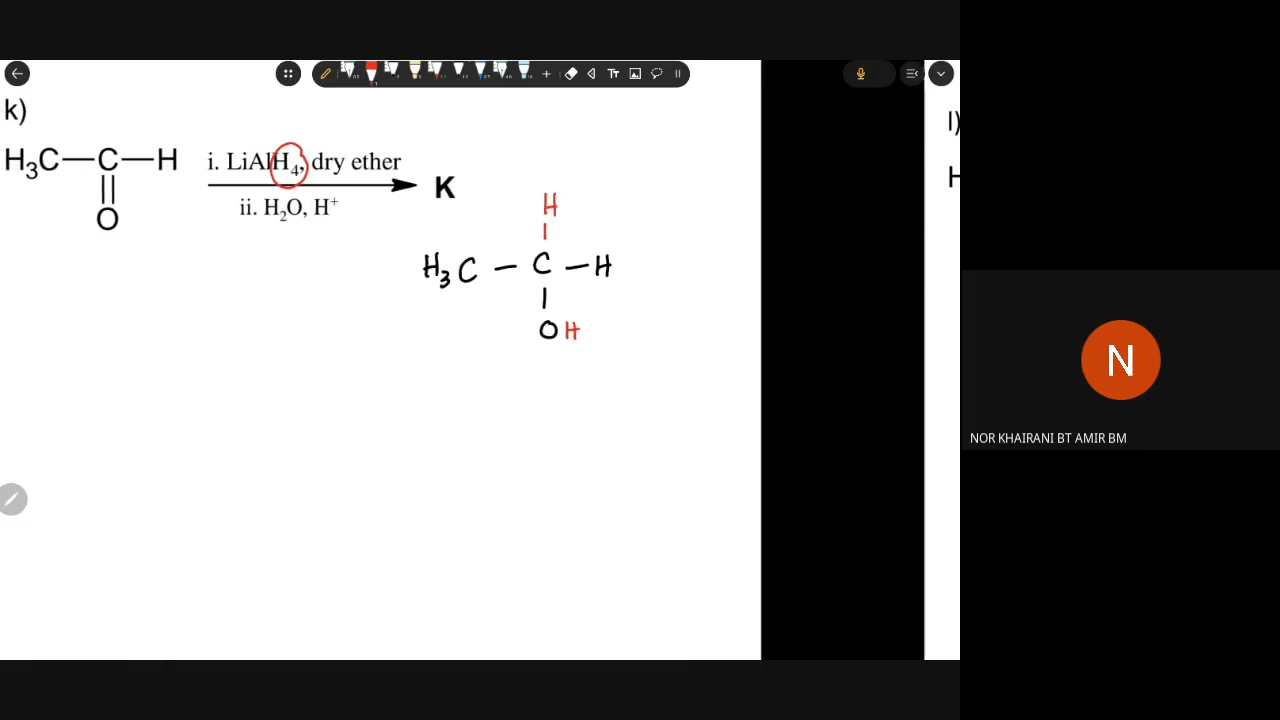 k)
l)
H₃C—C—H
O
i. LiAlH₄, dry ether
ii. H₂O, H⁺
K
H
H
H₃C – C – H
OH
NOR KHAIRANI BT AMIR BM
N